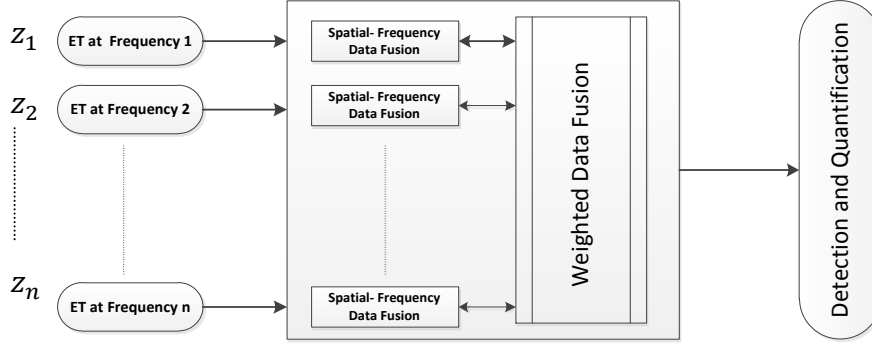 z₁
ET at Frequency 1
Spatial- Frequency
Data Fusion
z₂
ET at Frequency 2
Spatial- Frequency
Data Fusion
zₙ
ET at Frequency n
Spatial- Frequency
Data Fusion
Weighted Data Fusion
Detection and Quantification